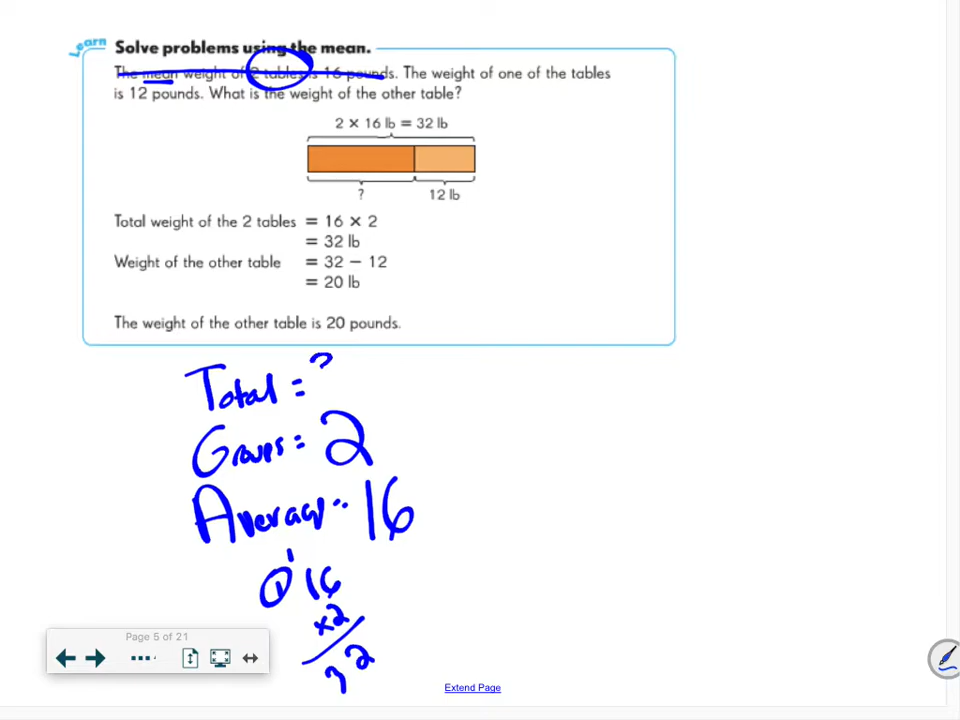 Learn
Solve problems using the mean.
The mean weight of 2 tables is 16 pounds. The weight of one of the tables
is 12 pounds. What is the weight of the other table?
2 × 16 lb = 32 lb
?
12 lb
Total weight of the 2 tables = 16 × 2
= 32 lb
Weight of the other table = 32 − 12
= 20 lb
The weight of the other table is 20 pounds.
Total = ?
Groups = 2
Average = 16
① 16
×2
32
Page 5 of 21
Extend Page